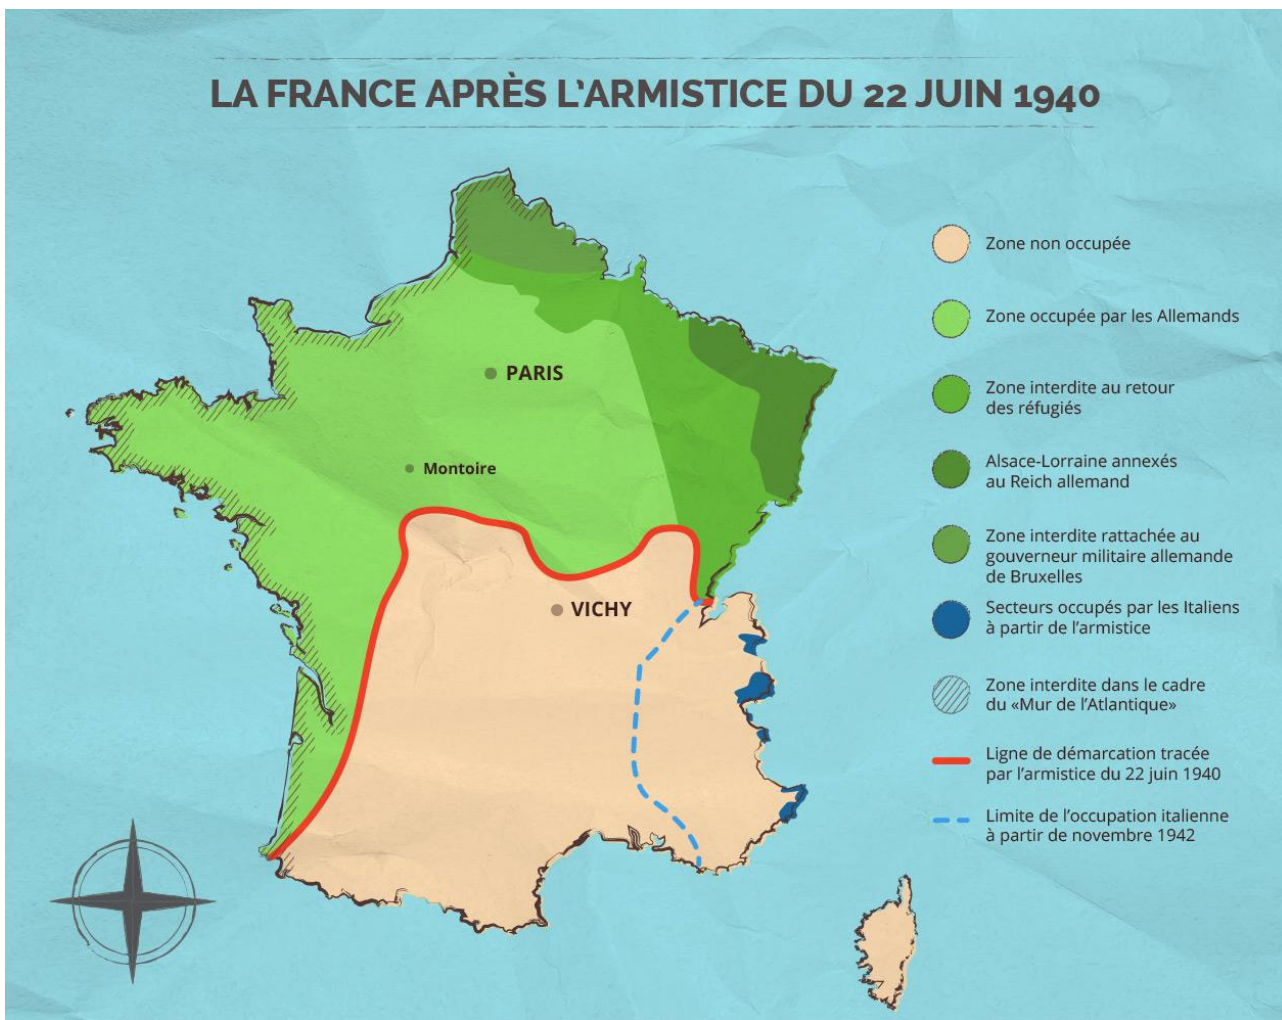 LA FRANCE APRÈS L'ARMISTICE DU 22 JUIN 1940
PARIS
Montoire
VICHY
Zone non occupée
Zone occupée par les Allemands
Zone interdite au retour
des réfugiés
Alsace-Lorraine annexés
au Reich allemand
Zone interdite rattachée au
gouverneur militaire allemande
de Bruxelles
Secteurs occupés par les Italiens
à partir de l'armistice
Zone interdite dans le cadre
du «Mur de l'Atlantique»
Ligne de démarcation tracée
par l'armistice du 22 juin 1940
Limite de l'occupation italienne
à partir de novembre 1942